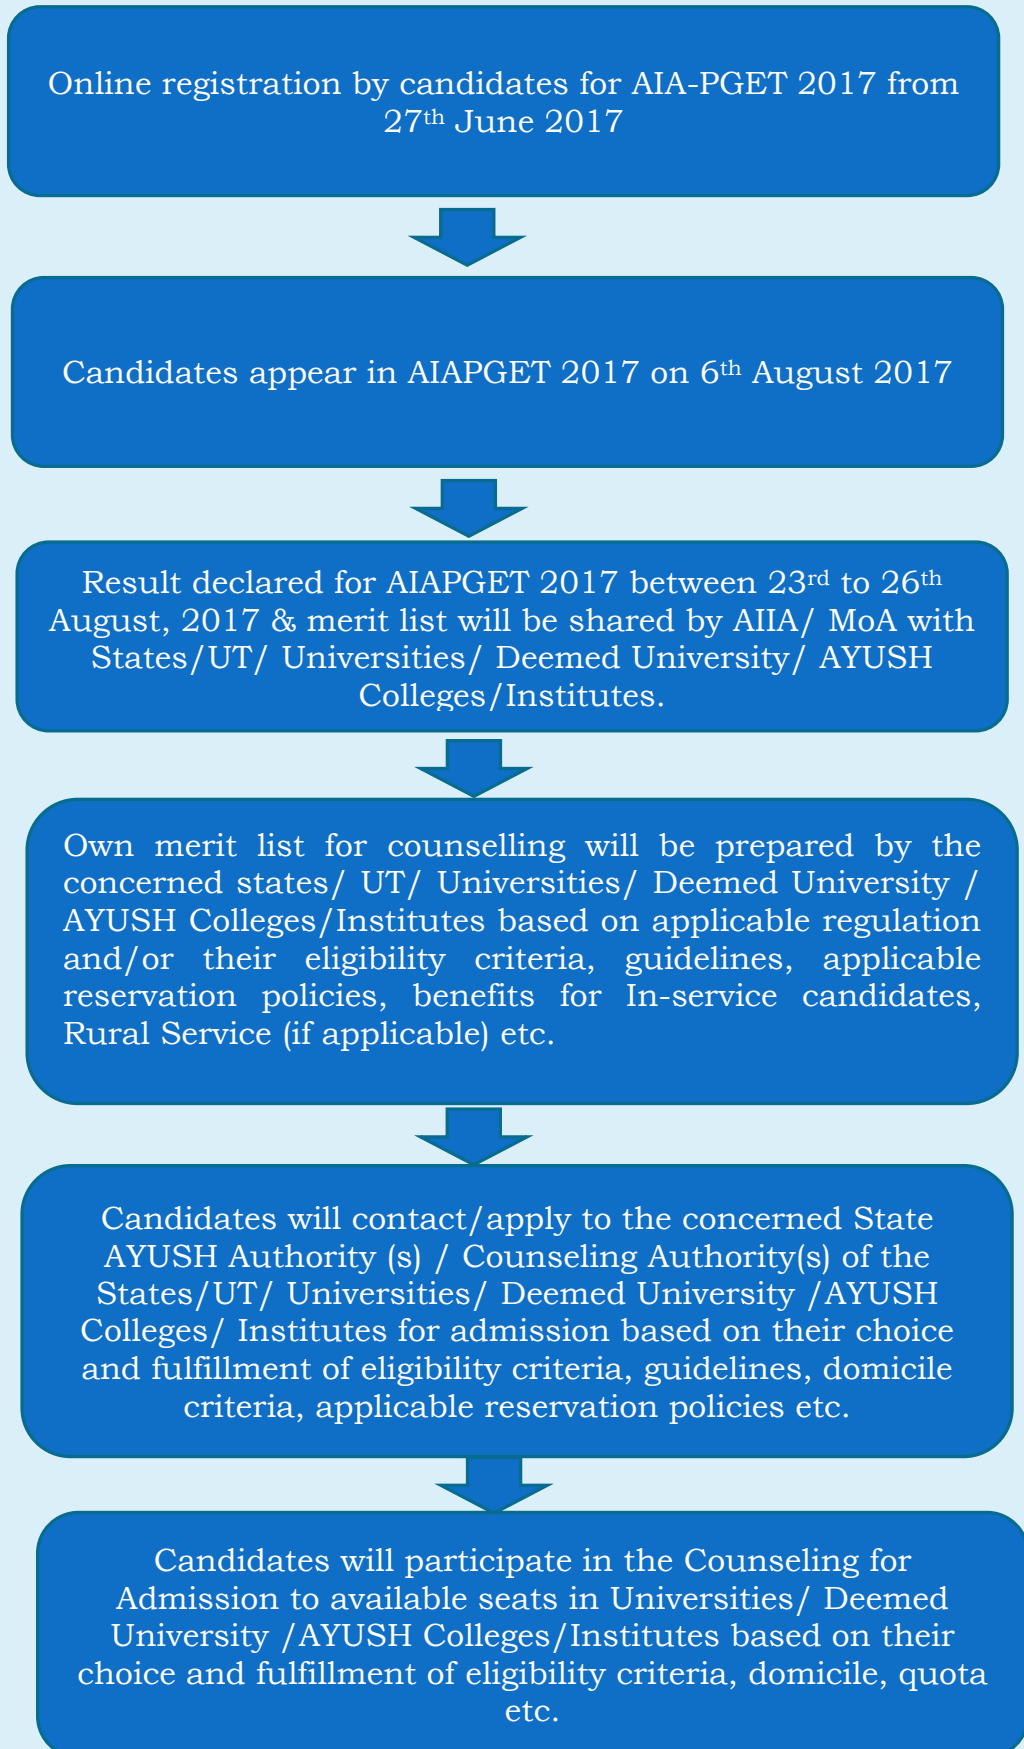 Online registration by candidates for AIA-PGET 2017 from
27th June 2017
Candidates appear in AIAPGET 2017 on 6th August 2017
Result declared for AIAPGET 2017 between 23rd to 26th
August, 2017 & merit list will be shared by AIIA/ MoA with
States/UT/ Universities/ Deemed University/ AYUSH
Colleges/Institutes.
Own merit list for counselling will be prepared by the
concerned states/ UT/ Universities/ Deemed University /
AYUSH Colleges/Institutes based on applicable regulation
and/or their eligibility criteria, guidelines, applicable
reservation policies, benefits for In-service candidates,
Rural Service (if applicable) etc.
Candidates will contact/apply to the concerned State
AYUSH Authority (s) / Counseling Authority(s) of the
States/UT/ Universities/ Deemed University /AYUSH
Colleges/ Institutes for admission based on their choice
and fulfillment of eligibility criteria, guidelines, domicile
criteria, applicable reservation policies etc.
Candidates will participate in the Counseling for
Admission to available seats in Universities/ Deemed
University /AYUSH Colleges/Institutes based on their
choice and fulfillment of eligibility criteria, domicile, quota
etc.